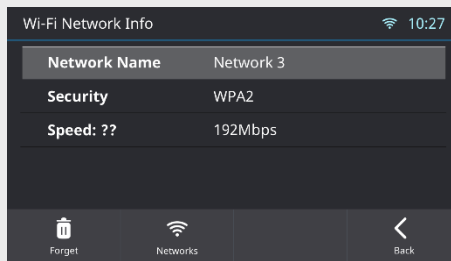 Wi-Fi Network Info 10:27
Network Name Network 3
Security WPA2
Speed: ?? 192Mbps
Forget Networks Back